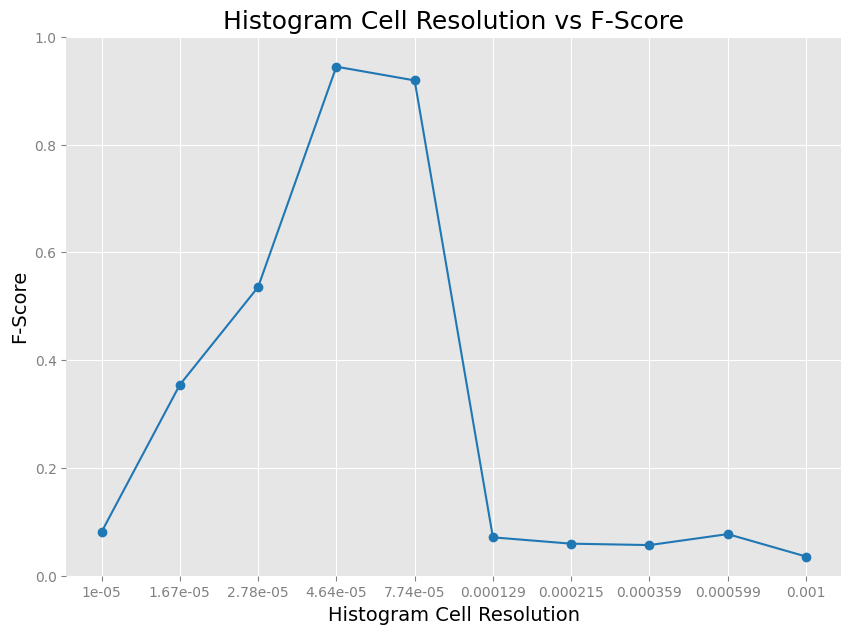 Histogram Cell Resolution vs F-Score
1.0
0.8
0.6
0.4
0.2
0.0
F-Score
1e-05 1.67e-05 2.78e-05 4.64e-05 7.74e-05 0.000129 0.000215 0.000359 0.000599 0.001
Histogram Cell Resolution